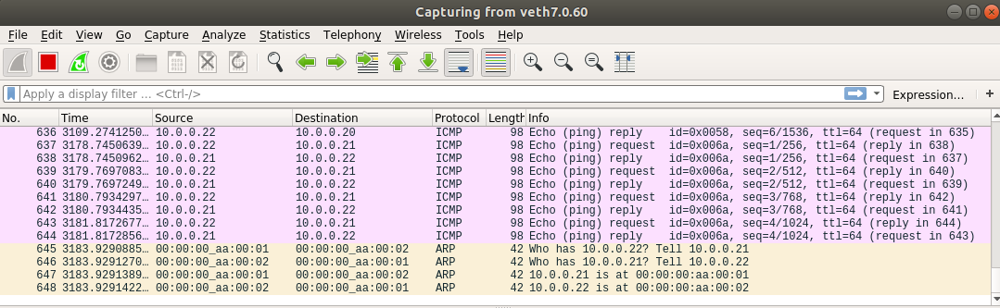 Capturing from veth7.0.60
File Edit View Go Capture Analyze Statistics Telephony Wireless Tools Help
Apply a display filter ... <Ctrl-/> Expression... +
No. Time Source Destination Protocol Length Info
636 3109.2741250... 10.0.0.22 10.0.0.20 ICMP 98 Echo (ping) reply id=0x0058, seq=6/1536, ttl=64 (request in 635)
637 3178.7450639... 10.0.0.22 10.0.0.21 ICMP 98 Echo (ping) request id=0x006a, seq=1/256, ttl=64 (reply in 638)
638 3178.7450962... 10.0.0.21 10.0.0.22 ICMP 98 Echo (ping) reply id=0x006a, seq=1/256, ttl=64 (request in 637)
639 3179.7697083... 10.0.0.22 10.0.0.21 ICMP 98 Echo (ping) request id=0x006a, seq=2/512, ttl=64 (reply in 640)
640 3179.7697249... 10.0.0.21 10.0.0.22 ICMP 98 Echo (ping) reply id=0x006a, seq=2/512, ttl=64 (request in 639)
641 3180.7934297... 10.0.0.22 10.0.0.21 ICMP 98 Echo (ping) request id=0x006a, seq=3/768, ttl=64 (reply in 642)
642 3180.7934435... 10.0.0.21 10.0.0.22 ICMP 98 Echo (ping) reply id=0x006a, seq=3/768, ttl=64 (request in 641)
643 3181.8172677... 10.0.0.22 10.0.0.21 ICMP 98 Echo (ping) request id=0x006a, seq=4/1024, ttl=64 (reply in 644)
644 3181.8172856... 10.0.0.21 10.0.0.22 ICMP 98 Echo (ping) reply id=0x006a, seq=4/1024, ttl=64 (request in 643)
645 3183.9290885... 00:00:00_aa:00:01 00:00:00_aa:00:02 ARP 42 Who has 10.0.0.22? Tell 10.0.0.21
646 3183.9291270... 00:00:00_aa:00:02 00:00:00_aa:00:01 ARP 42 Who has 10.0.0.21? Tell 10.0.0.22
647 3183.9291389... 00:00:00_aa:00:01 00:00:00_aa:00:02 ARP 42 10.0.0.21 is at 00:00:00:aa:00:01
648 3183.9291422... 00:00:00_aa:00:02 00:00:00_aa:00:01 ARP 42 10.0.0.22 is at 00:00:00:aa:00:02